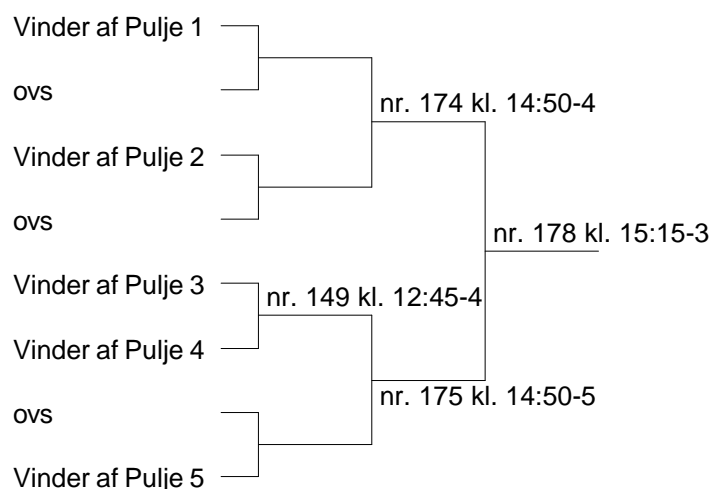 Vinder af Pulje 1
ovs
nr. 174 kl. 14:50-4
Vinder af Pulje 2
ovs
nr. 178 kl. 15:15-3
Vinder af Pulje 3
nr. 149 kl. 12:45-4
Vinder af Pulje 4
nr. 175 kl. 14:50-5
ovs
Vinder af Pulje 5